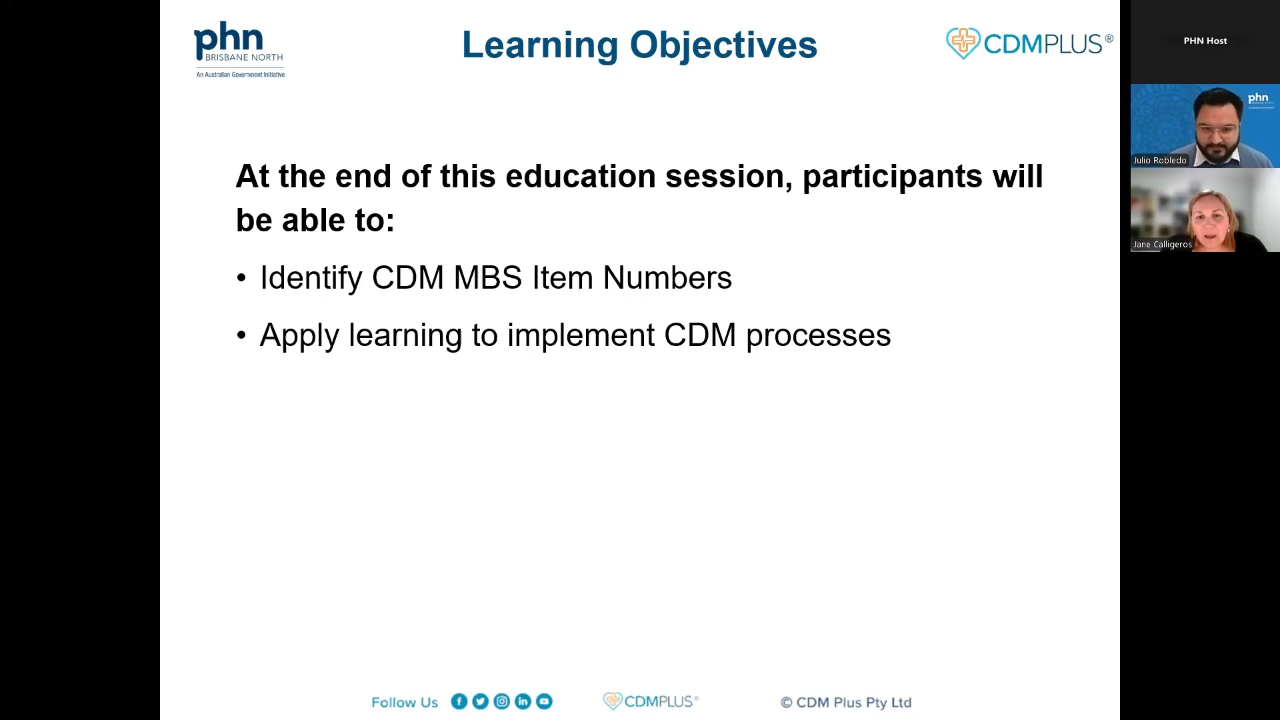 phn
BRISBANE NORTH
An Australian Government Initiative
Learning Objectives
CDMPLUS®
PHN Host
phn
Julio Robledo
Jane Calligeros
At the end of this education session, participants will
be able to:
• Identify CDM MBS Item Numbers
• Apply learning to implement CDM processes
Follow Us
CDMPLUS®
© CDM Plus Pty Ltd